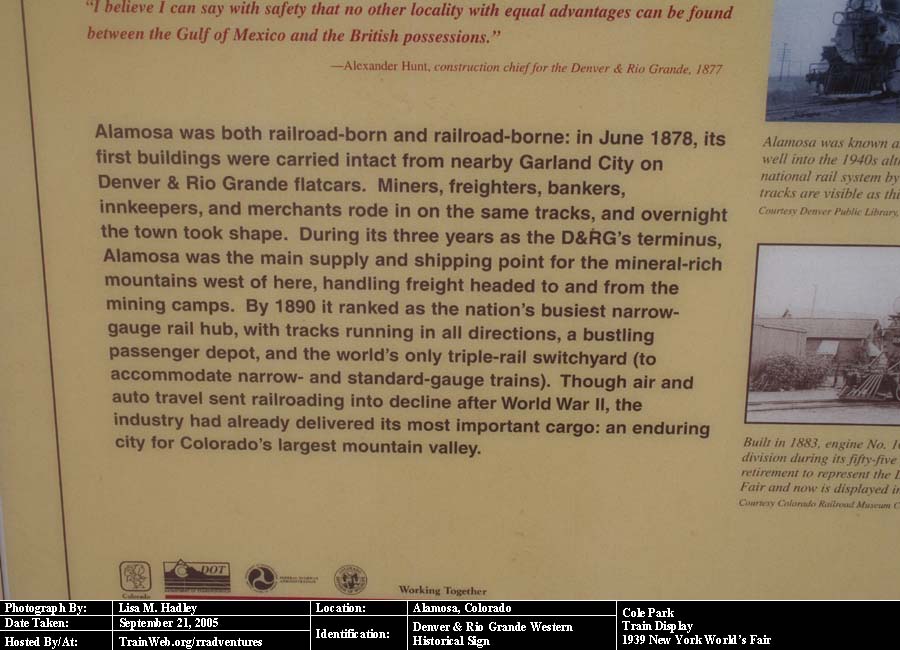 “I believe I can say with safety that no other locality with equal advantages can be found
between the Gulf of Mexico and the British possessions.”
—Alexander Hunt, construction chief for the Denver & Rio Grande, 1877
Alamosa was both railroad-born and railroad-borne: in June 1878, its
first buildings were carried intact from nearby Garland City on
Denver & Rio Grande flatcars. Miners, freighters, bankers,
innkeepers, and merchants rode in on the same tracks, and overnight
the town took shape. During its three years as the D&RG’s terminus,
Alamosa was the main supply and shipping point for the mineral-rich
mountains west of here, handling freight headed to and from the
mining camps. By 1890 it ranked as the nation’s busiest narrow-
gauge rail hub, with tracks running in all directions, a bustling
passenger depot, and the world’s only triple-rail switchyard (to
accommodate narrow- and standard-gauge trains). Though air and
auto travel sent railroading into decline after World War II, the
industry had already delivered its most important cargo: an enduring
city for Colorado’s largest mountain valley.
Alamosa was known a
well into the 1940s alt
national rail system by
tracks are visible as thi
Courtesy Denver Public Library,
Built in 1883, engine No. 1
division during its fifty-five
retirement to represent the
Fair and now is displayed i
Courtesy Colorado Railroad Museum C
Colorado
DOT
Working Together
Photograph By: Lisa M. Hadley
Date Taken: September 21, 2005
Hosted By/At: TrainWeb.org/rradventures
Location: Alamosa, Colorado
Identification: Denver & Rio Grande Western
Historical Sign
Cole Park
Train Display
1939 New York World's Fair